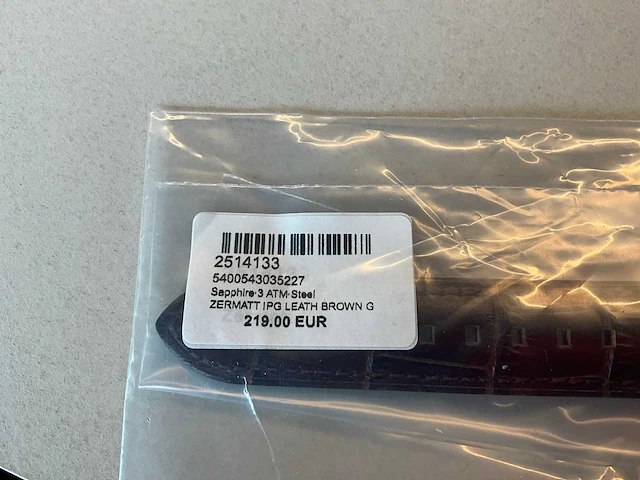 2514133
5400543035227
Sapphire 3 ATM Steel
ZERMATT IPG LEATH BROWN G
219.00 EUR